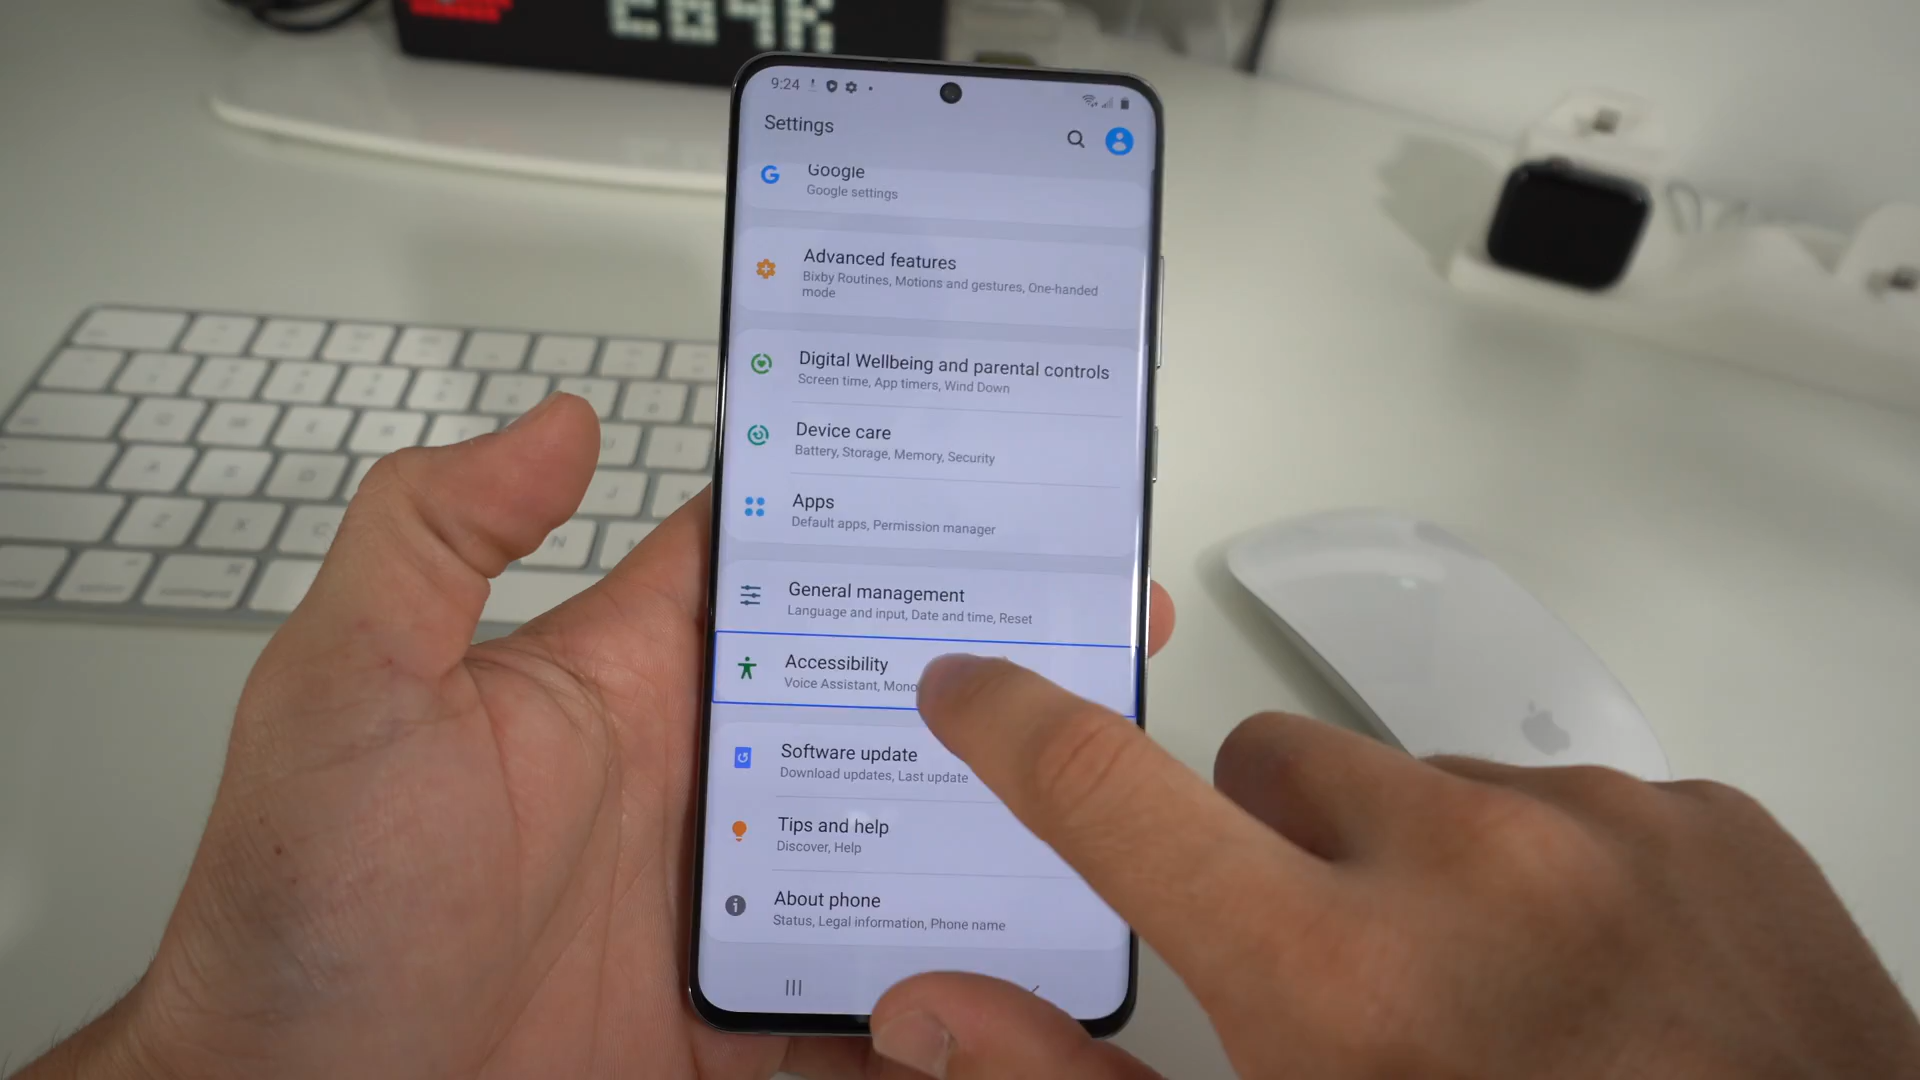 9:24
Settings
Google
Google settings
Advanced features
Bixby Routines, Motions and gestures, One-handed
mode
Digital Wellbeing and parental controls
Screen time, App timers, Wind Down
Device care
Battery, Storage, Memory, Security
Apps
Default apps, Permission manager
General management
Language and input, Date and time, Reset
Accessibility
Voice Assistant, Mono
Software update
Download updates, Last update
Tips and help
Discover, Help
About phone
Status, Legal information, Phone name